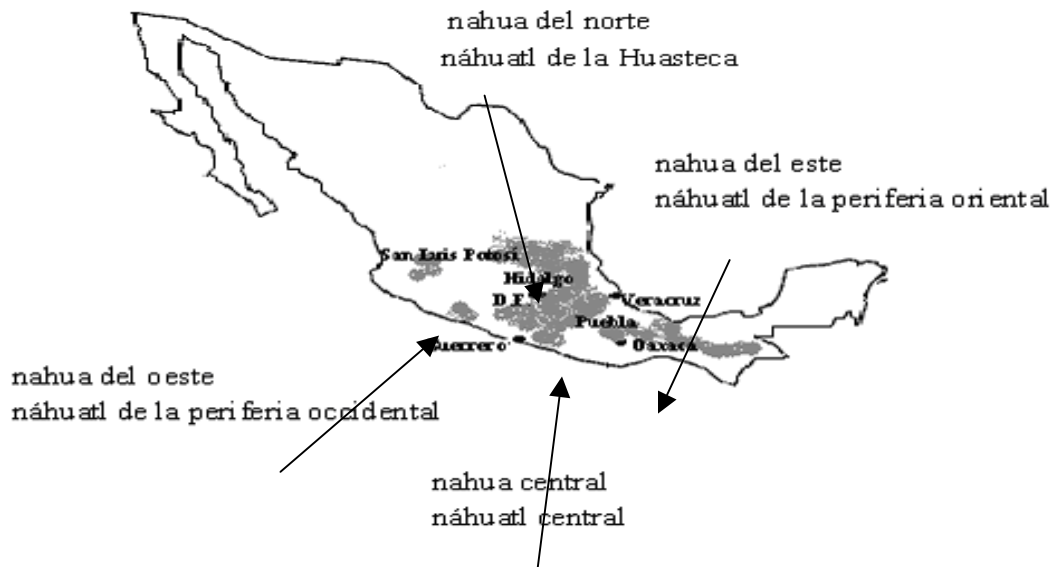 nahua del norte
náhuatl de la Huasteca
nahua del este
náhuatl de la periferia oriental
San Luis Potosí
Hidalgo
D F
Veracruz
Puebla
Guerrero
Oaxaca
nahua del oeste
náhuatl de la periferia occidental
nahua central
náhuatl central